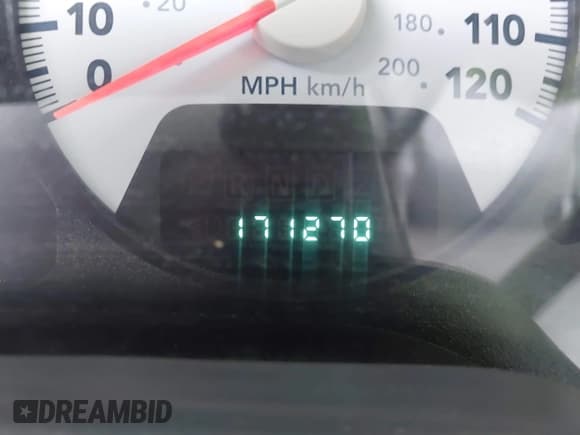 10 20 180. 110
0 200. 120
MPH km/h
R N D
171270
DREAMBID